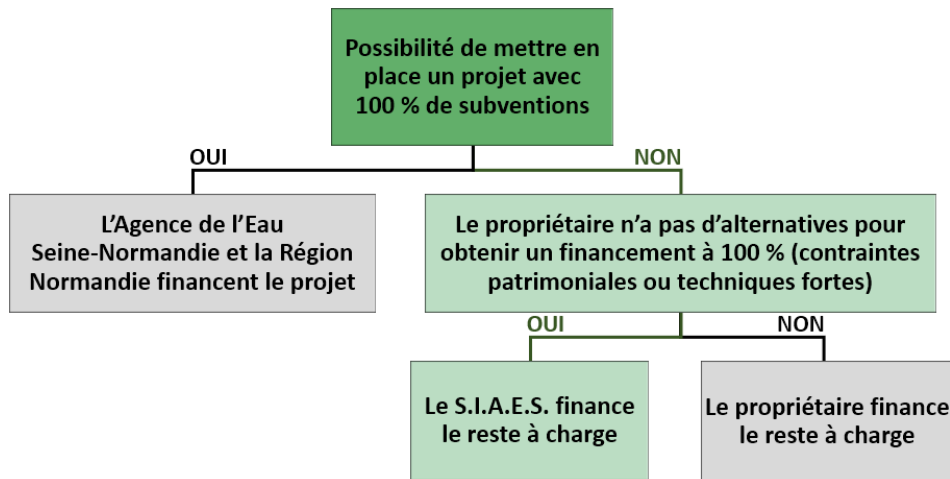 Possibilité de mettre en
place un projet avec
100 % de subventions
OUI
NON
L’Agence de l’Eau
Seine-Normandie et la Région
Normandie financent le projet
Le propriétaire n’a pas d’alternatives pour
obtenir un financement à 100 % (contraintes
patrimoniales ou techniques fortes)
OUI
NON
Le S.I.A.E.S. finance
le reste à charge
Le propriétaire finance
le reste à charge